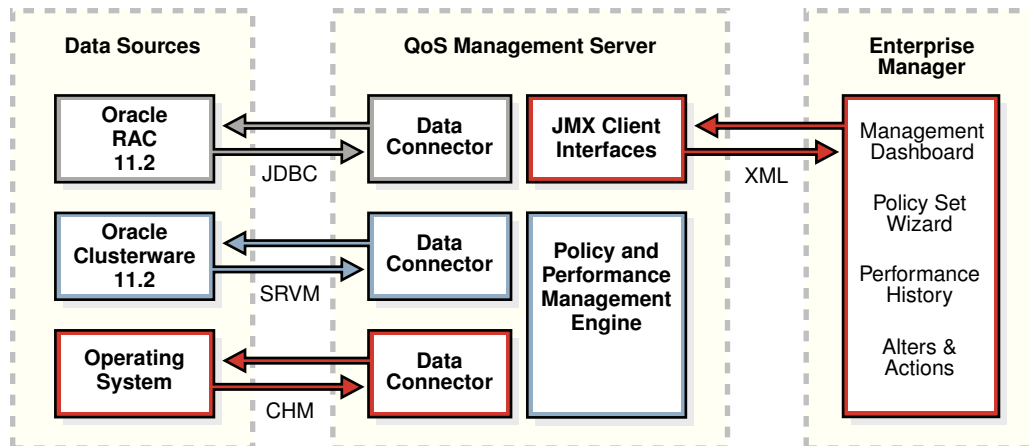 Data Sources
Oracle
RAC
11.2
JDBC
Oracle
Clusterware
11.2
SRVM
Operating
System
CHM
QoS Management Server
Data
Connector
Data
Connector
Data
Connector
JMX Client
Interfaces
Policy and
Performance
Management
Engine
XML
Enterprise
Manager
Management
Dashboard
Policy Set
Wizard
Performance
History
Alters &
Actions